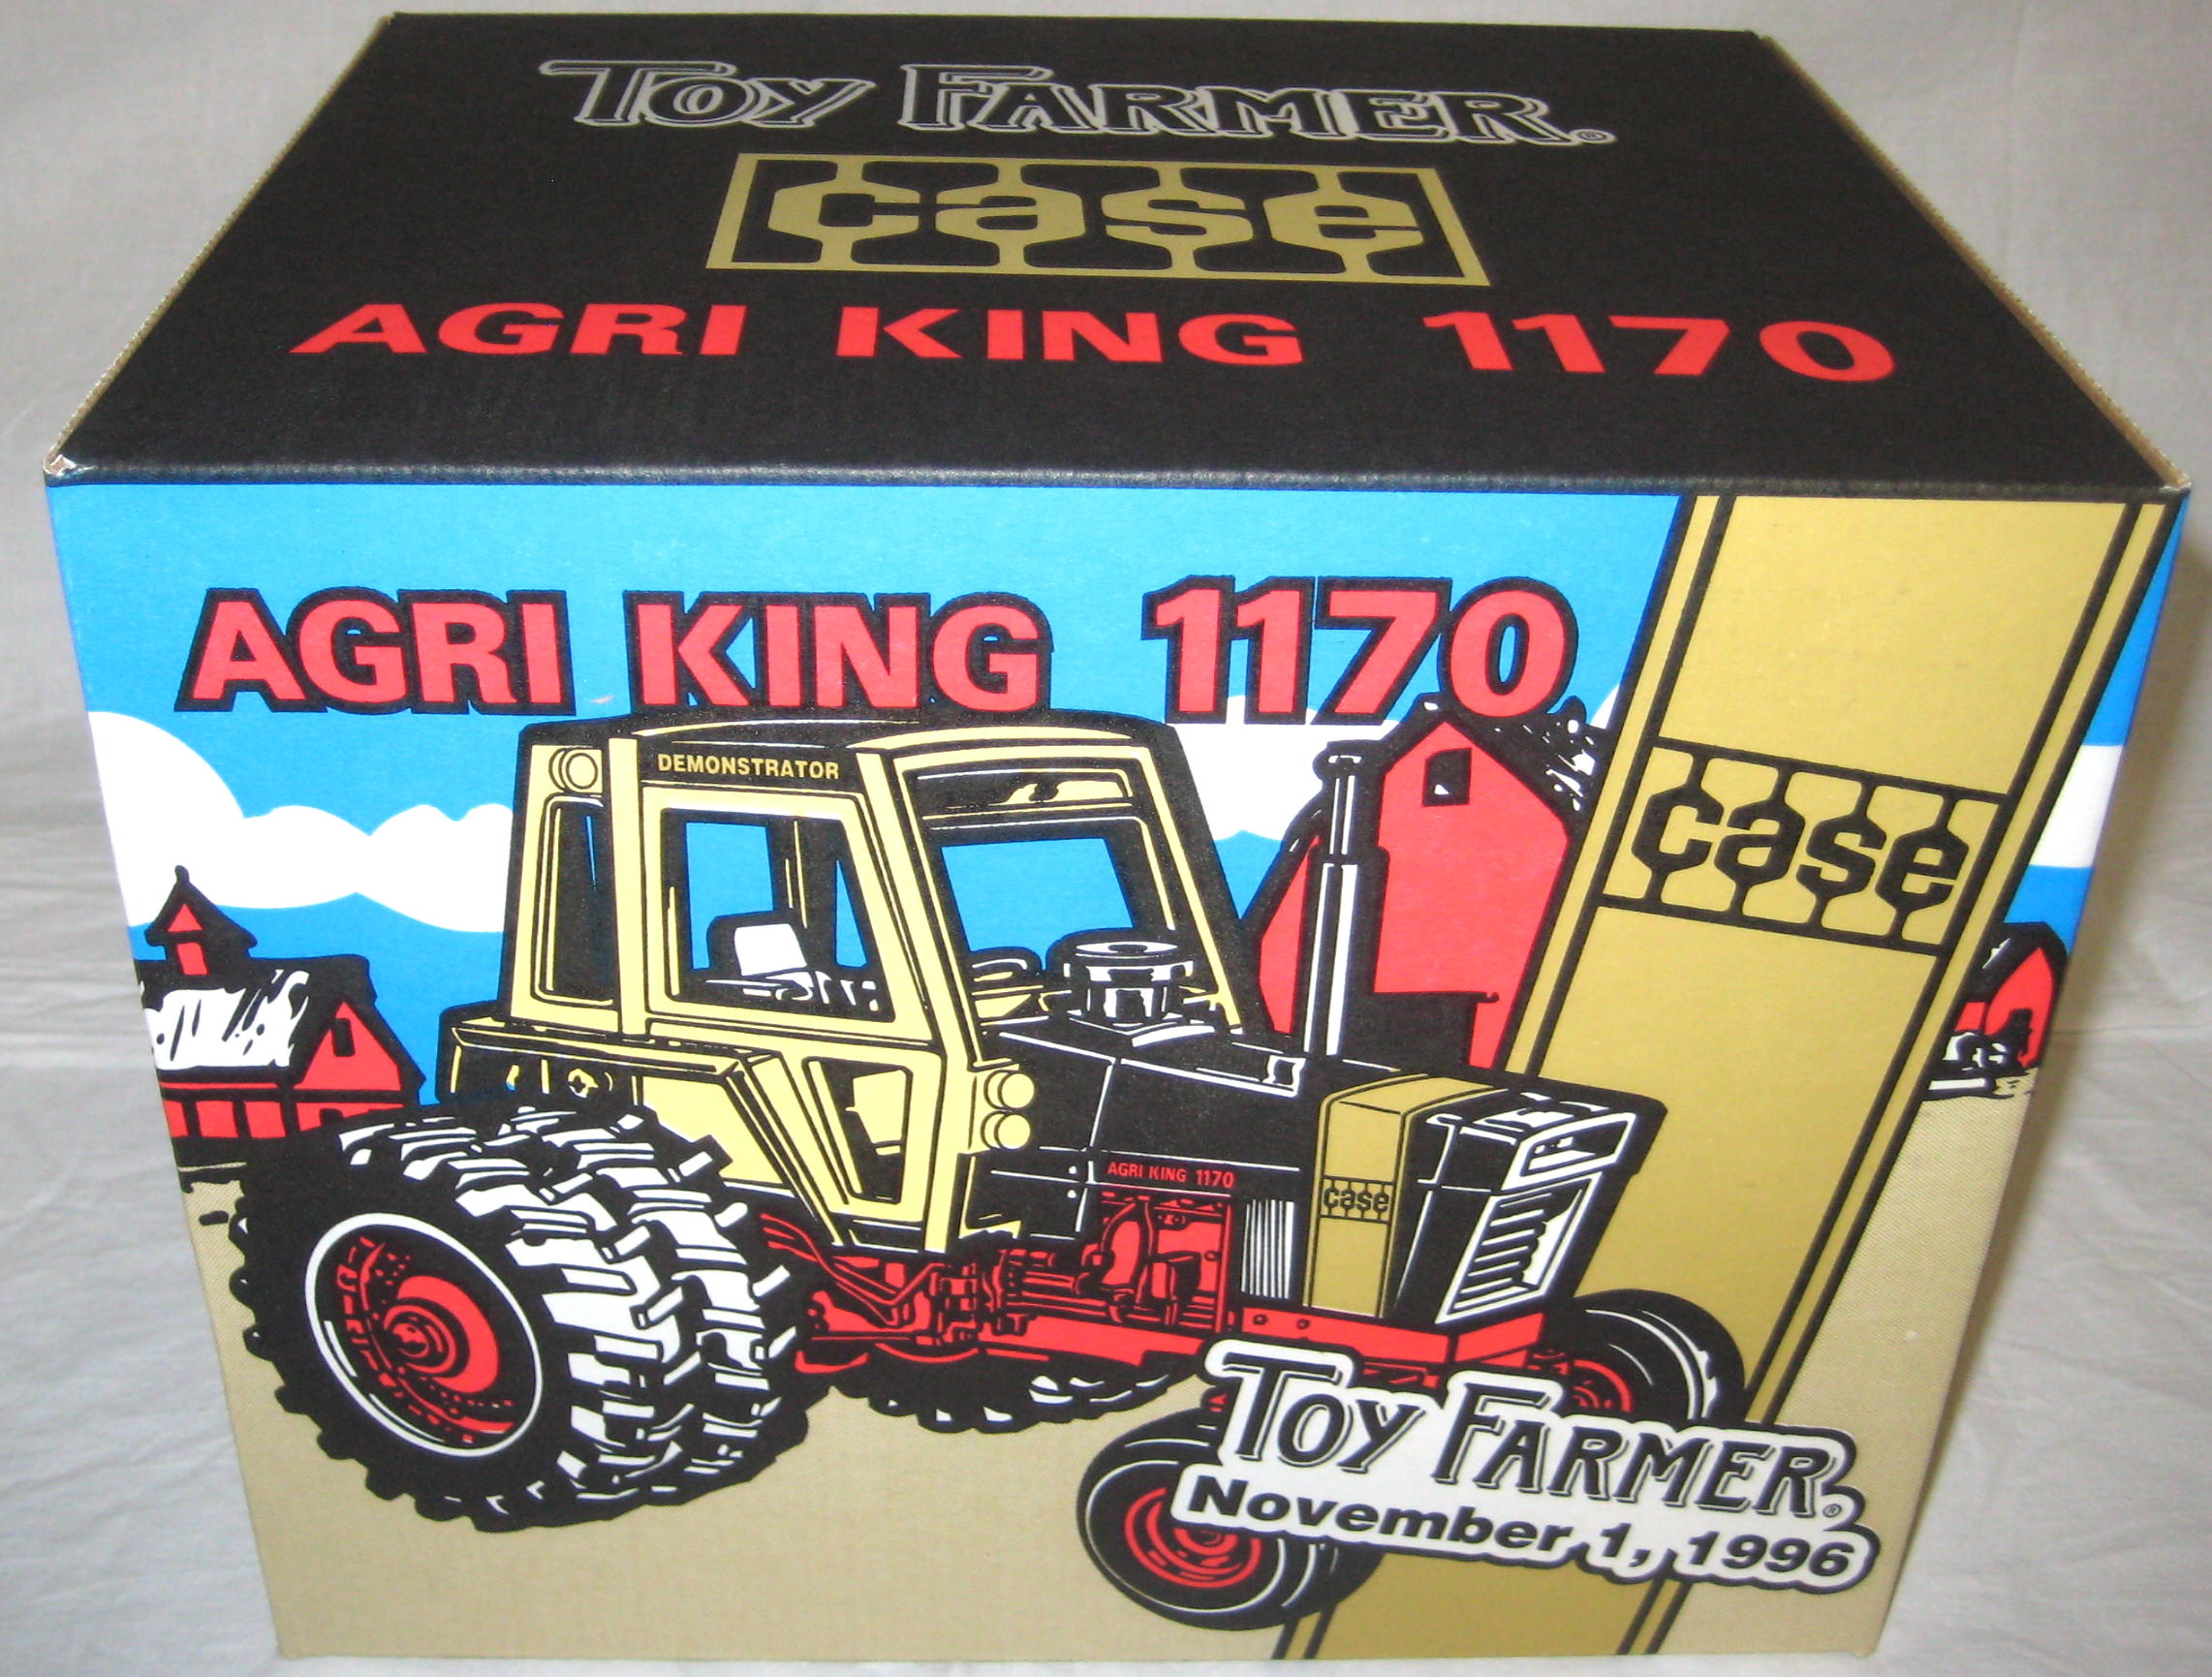 TOY FARMER®
case
AGRI KING 1170
AGRI KING 1170
DEMONSTRATOR
case
AGRI KING 1170
case
TOY FARMER®
November 1, 1996